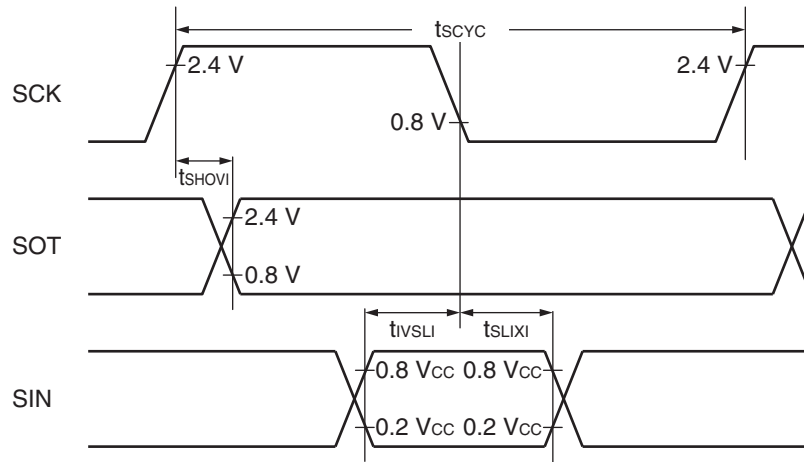 tSCYC
SCK
2.4 V
2.4 V
0.8 V
tSHOVI
SOT
2.4 V
0.8 V
tIVSLI
tSLIXI
SIN
0.8 VCC
0.8 VCC
0.2 VCC
0.2 VCC